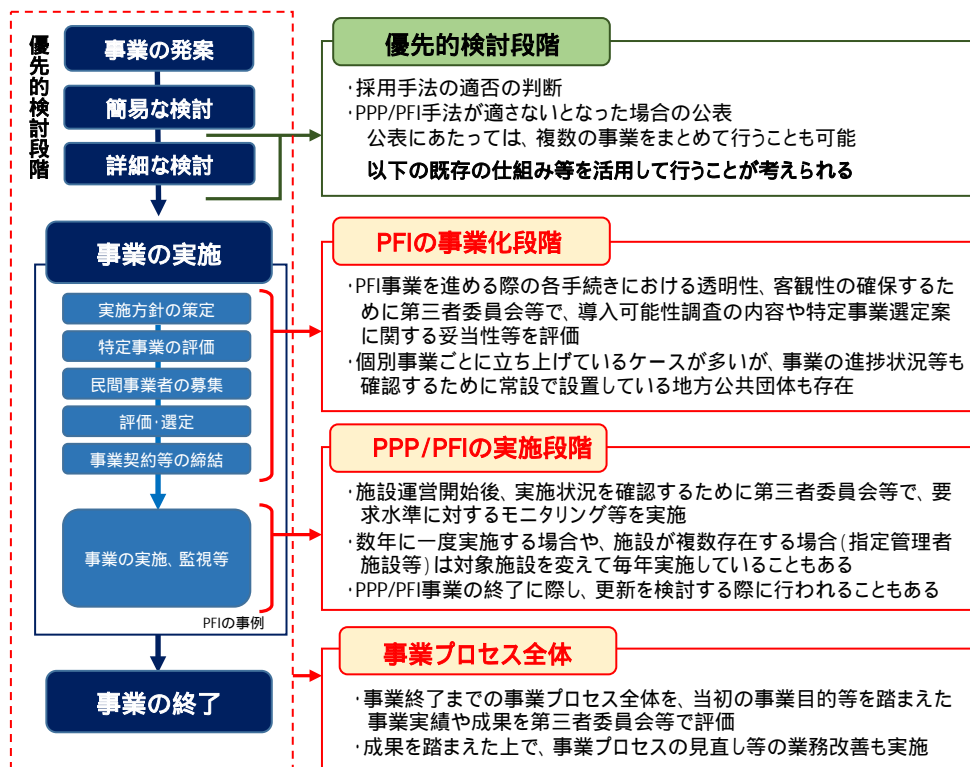 優先的検討段階
事業の発案
簡易な検討
詳細な検討
事業の実施
実施方針の策定
特定事業の評価
民間事業者の募集
評価・選定
事業契約等の締結
事業の実施、監視等
PFIの事例
事業の終了
優先的検討段階
・採用手法の適否の判断
・PPP/PFI手法が適さないとなった場合の公表
公表にあたっては、複数の事業をまとめて行うことも可能
以下の既存の仕組み等を活用して行うことが考えられる
PFIの事業化段階
・PFI事業を進める際の各手続きにおける透明性、客観性の確保するた
めに第三者委員会等で、導入可能性調査の内容や特定事業選定案
に関する妥当性等を評価
・個別事業ごとに立ち上げているケースが多いが、事業の進捗状況等も
確認するために常設で設置している地方公共団体も存在
PPP/PFIの実施段階
・施設運営開始後、実施状況を確認するために第三者委員会等で、要
求水準に対するモニタリング等を実施
・数年に一度実施する場合や、施設が複数存在する場合(指定管理者
施設等)は対象施設を変えて毎年実施していることもある
・PPP/PFI事業の終了に際し、更新を検討する際に行われることもある
事業プロセス全体
・事業終了までの事業プロセス全体を、当初の事業目的等を踏まえた
事業実績や成果を第三者委員会等で評価
・成果を踏まえた上で、事業プロセスの見直し等の業務改善も実施